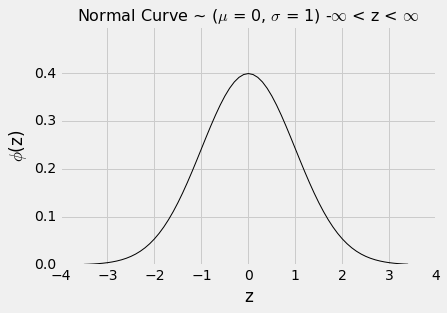 Normal Curve ~ (μ = 0, σ = 1) -∞ < z < ∞
0.4
0.3
0.2
0.1
0.0
−4 −3 −2 −1 0 1 2 3 4
ϕ(z)
z